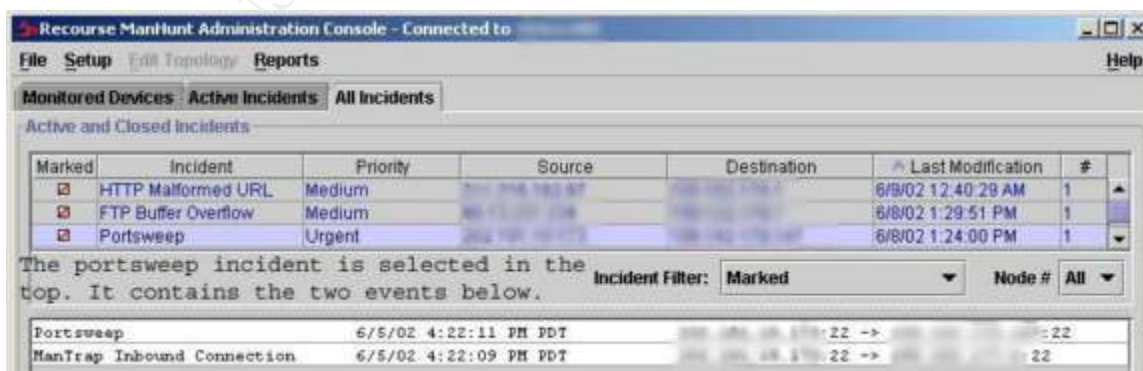 Recourse ManHunt Administration Console - Connected to
File Setup Edit Topology Reports Help
Monitored Devices Active Incidents All Incidents
Active and Closed Incidents
Marked Incident Priority Source Destination Last Modification #
HTTP Malformed URL Medium 6/9/02 12:40:29 AM 1
FTP Buffer Overflow Medium 6/8/02 1:29:51 PM 1
Portsweep Urgent 6/8/02 1:24:00 PM 1
The portsweep incident is selected in the
top. It contains the two events below.
Incident Filter: Marked Node # All
Portsweep 6/5/02 4:22:11 PM PDT :22 -> :22
ManTrap Inbound Connection 6/5/02 4:22:09 PM PDT :22 -> 22